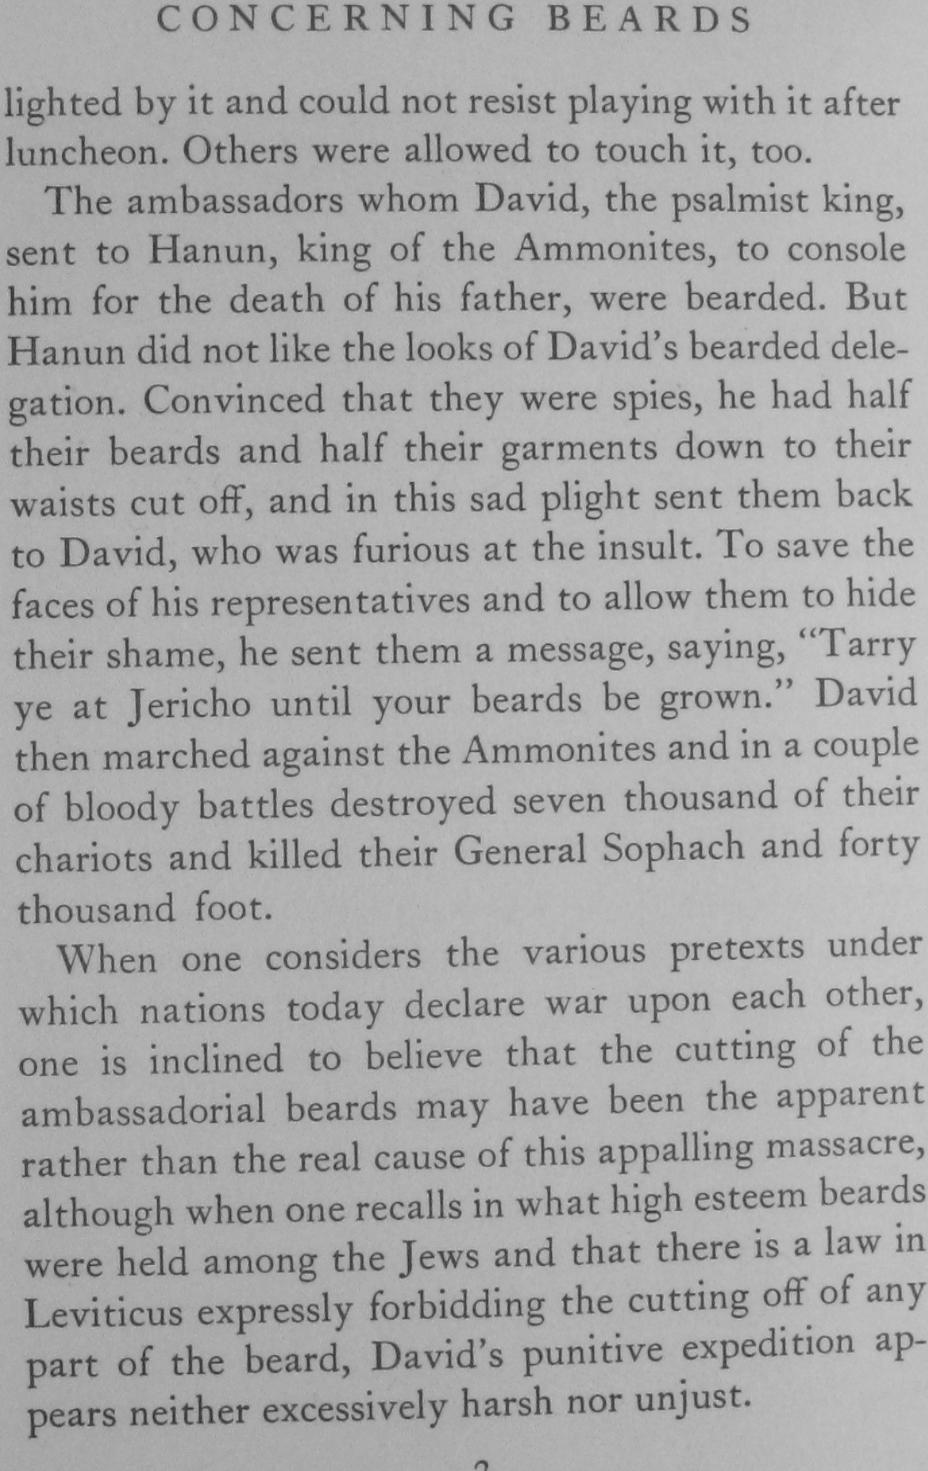 CONCERNING BEARDS
lighted by it and could not resist playing with it after
luncheon. Others were allowed to touch it, too.
The ambassadors whom David, the psalmist king,
sent to Hanun, king of the Ammonites, to console
him for the death of his father, were bearded. But
Hanun did not like the looks of David's bearded dele-
gation. Convinced that they were spies, he had half
their beards and half their garments down to their
waists cut off, and in this sad plight sent them back
to David, who was furious at the insult. To save the
faces of his representatives and to allow them to hide
their shame, he sent them a message, saying, "Tarry
ye at Jericho until your beards be grown." David
then marched against the Ammonites and in a couple
of bloody battles destroyed seven thousand of their
chariots and killed their General Sophach and forty
thousand foot.
When one considers the various pretexts under
which nations today declare war upon each other,
one is inclined to believe that the cutting of the
ambassadorial beards may have been the apparent
rather than the real cause of this appalling massacre,
although when one recalls in what high esteem beards
were held among the Jews and that there is a law in
Leviticus expressly forbidding the cutting off of any
part of the beard, David's punitive expedition ap-
pears neither excessively harsh nor unjust.